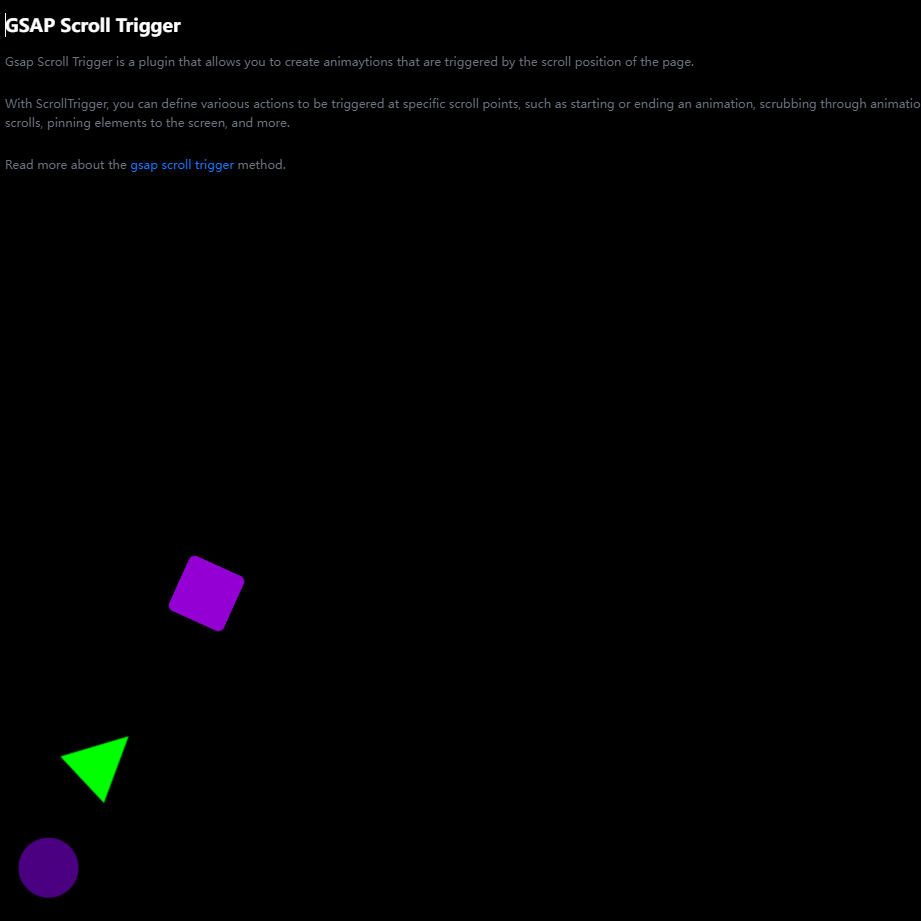 GSAP Scroll Trigger
Gsap Scroll Trigger is a plugin that allows you to create animaytions that are triggered by the scroll position of the page.
With ScrollTrigger, you can define varioous actions to be triggered at specific scroll points, such as starting or ending an animation, scrubbing through animatio
scrolls, pinning elements to the screen, and more.
Read more about the gsap scroll trigger method.